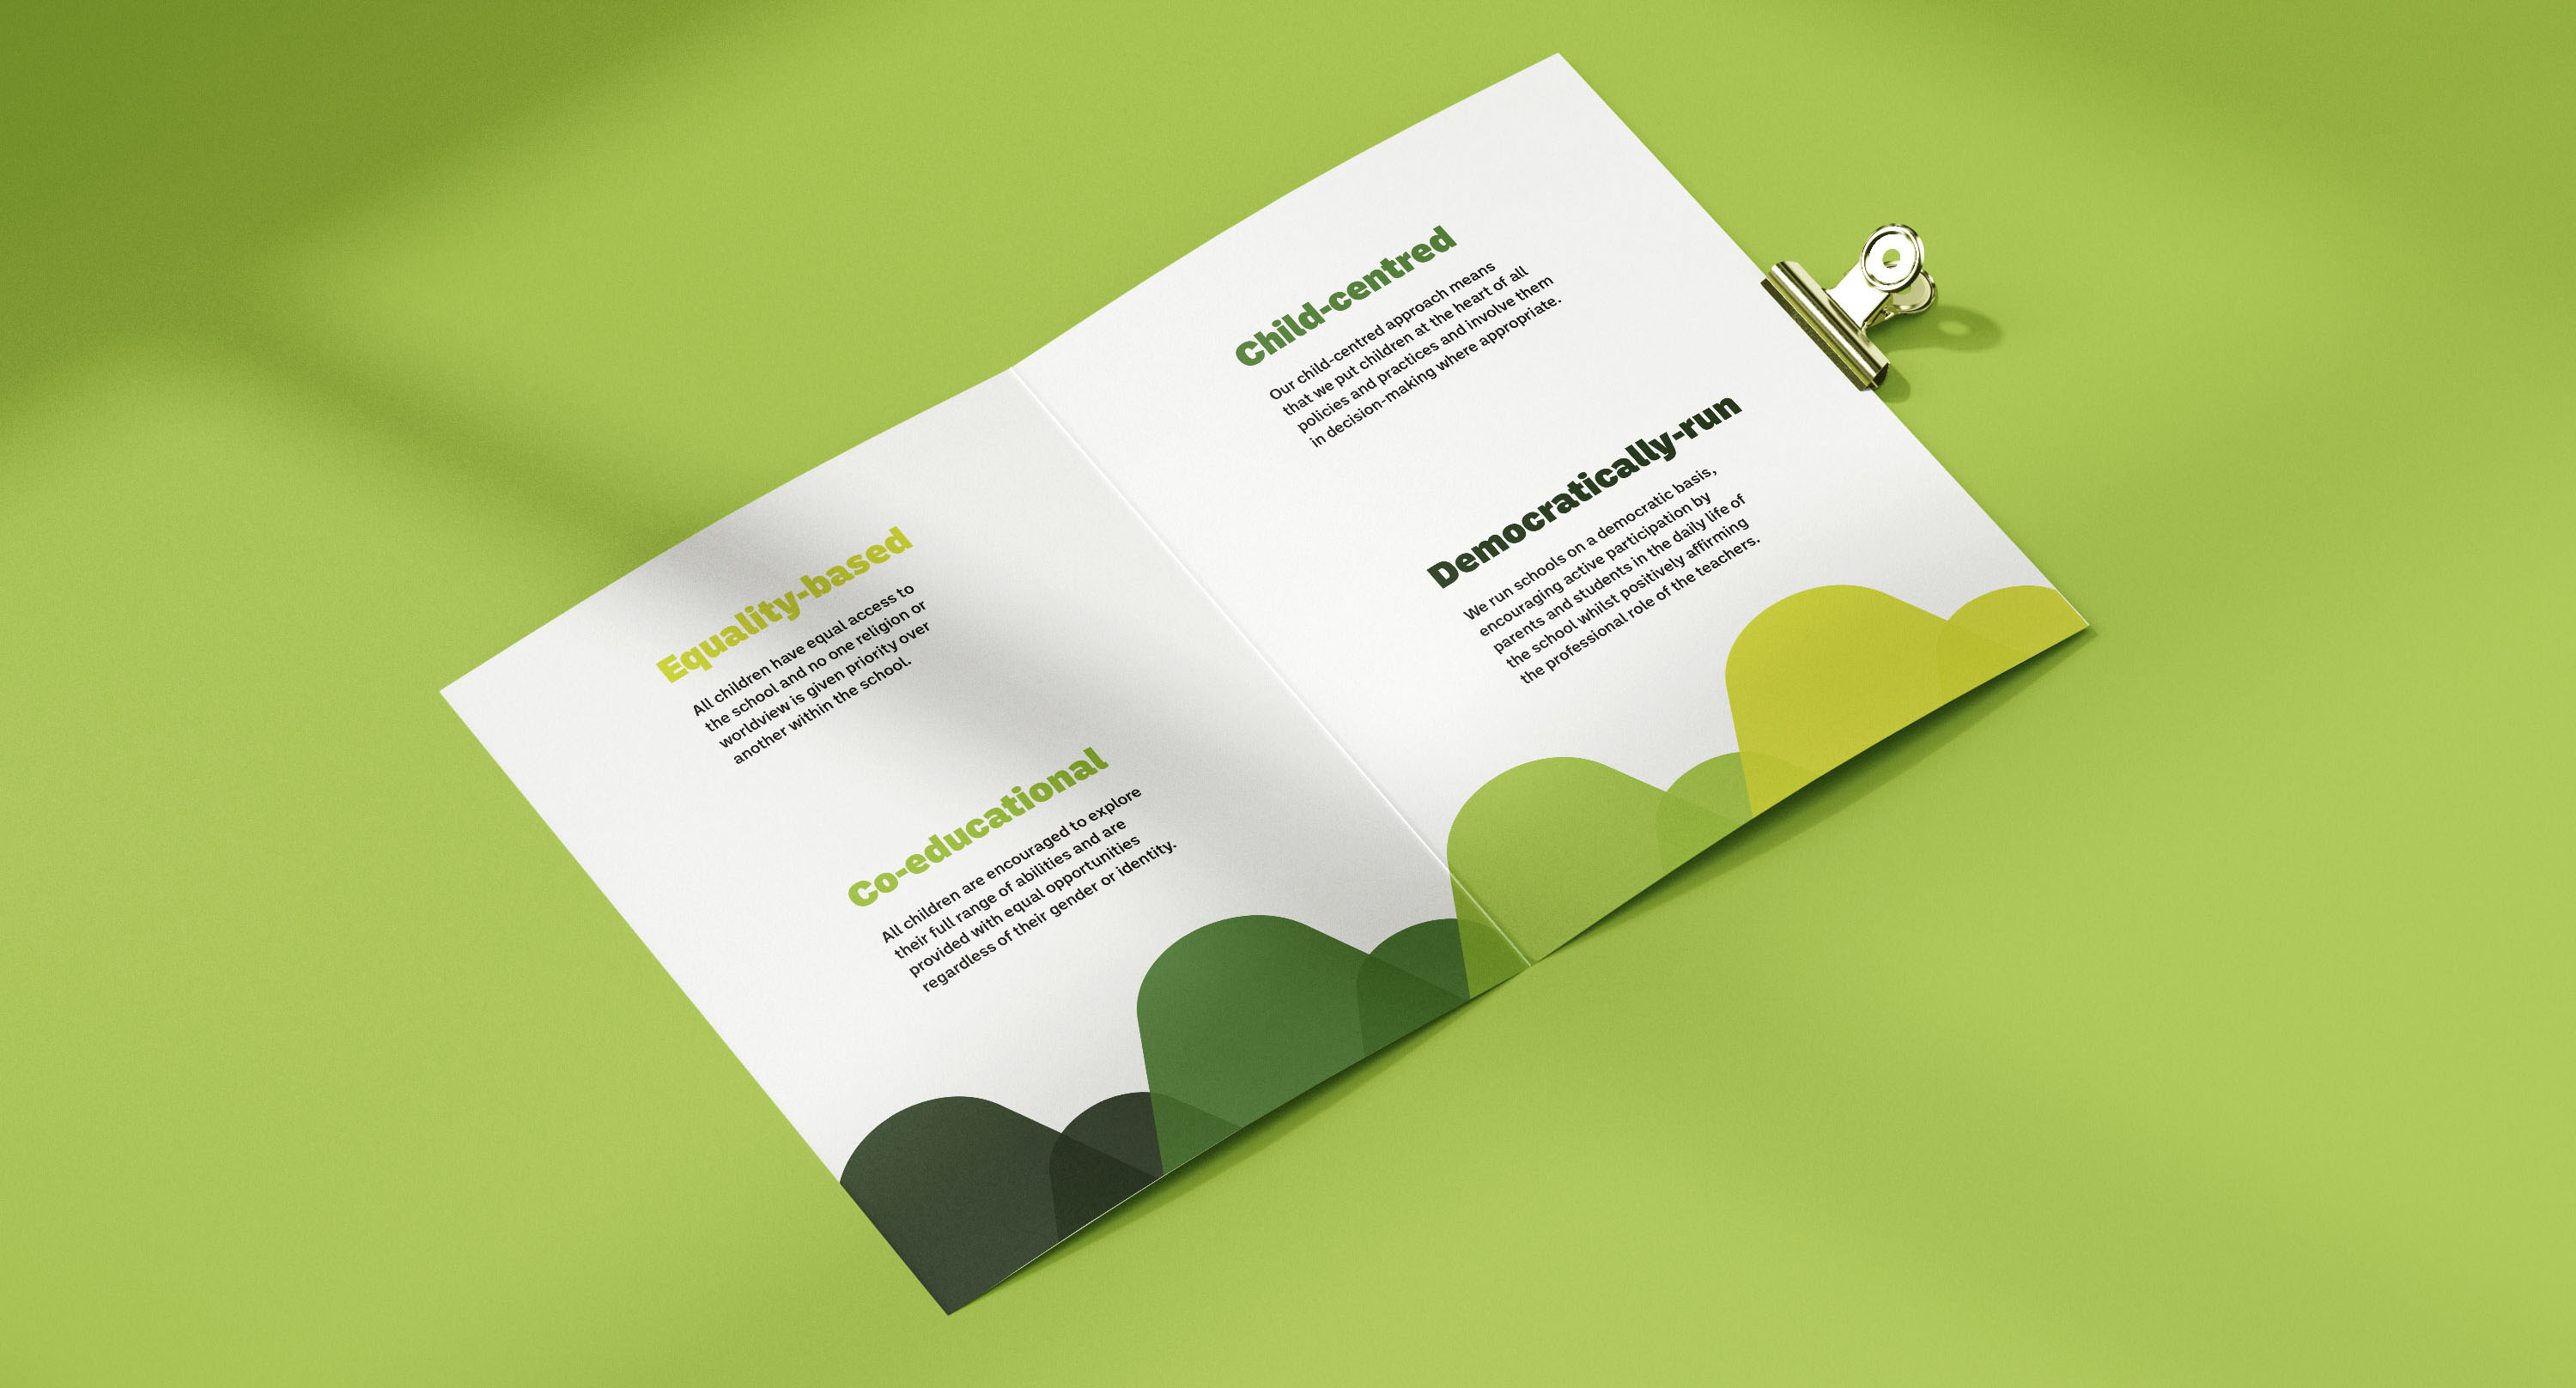 Equality-based
All children have equal access to
the school and no one religion or
worldview is given priority over
another within the school.
Co-educational
All children are encouraged to explore
their full range of abilities and are
provided with equal opportunities
regardless of their gender or identity.
Child-centred
Our child-centred approach means
that we put children at the heart of all
policies and practices and involve them
in decision-making where appropriate.
Democratically-run
We run schools on a democratic basis,
encouraging active participation by
parents and students in the daily life of
the school whilst positively affirming
the professional role of the teachers.